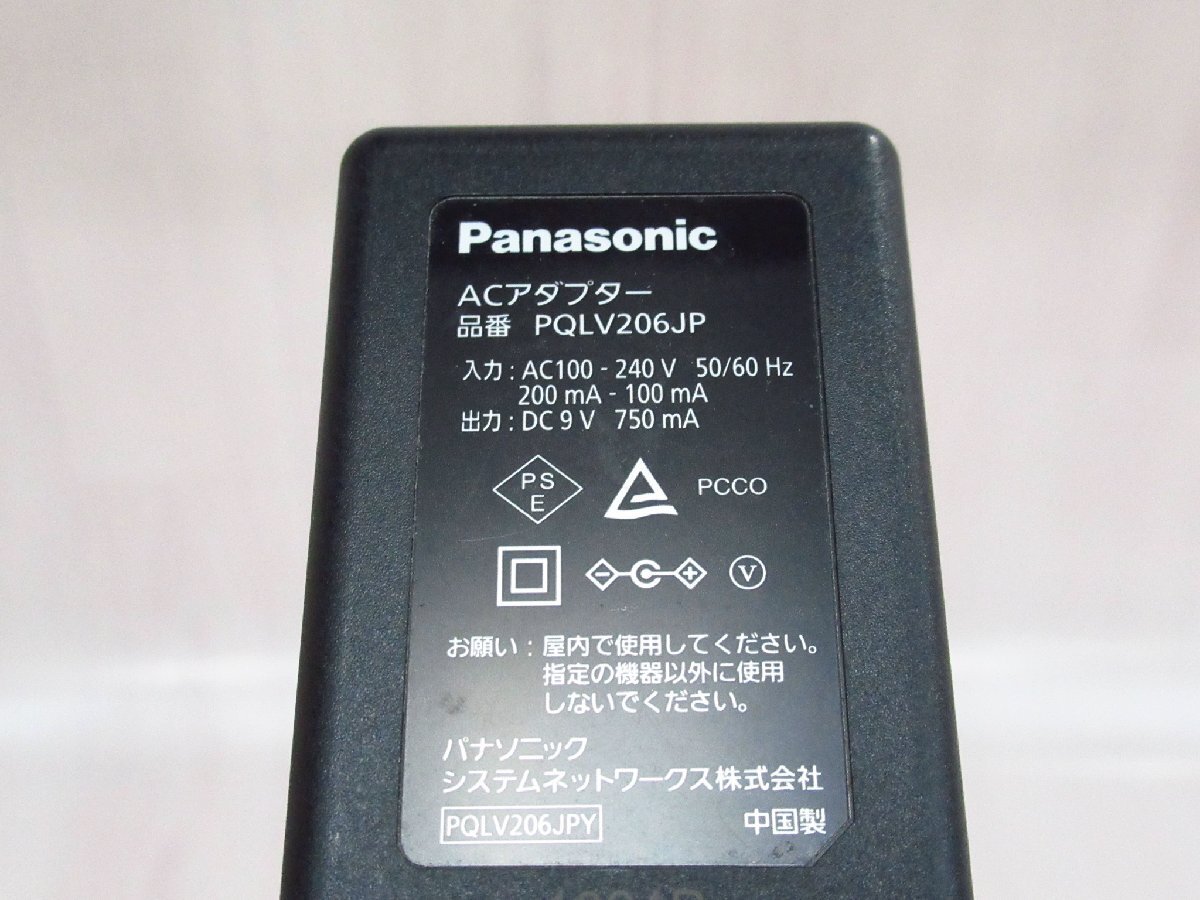 Panasonic
ACアダプター
品番 PQLV206JP
入力 : AC100 - 240 V 50/60 Hz
200 mA - 100 mA
出力 : DC 9 V 750 mA
PS
E
PCCO
V
お願い : 屋内で使用してください。
指定の機器以外に使用
しないでください。
パナソニック
システムネットワークス株式会社
PQLV206JPY 中国製